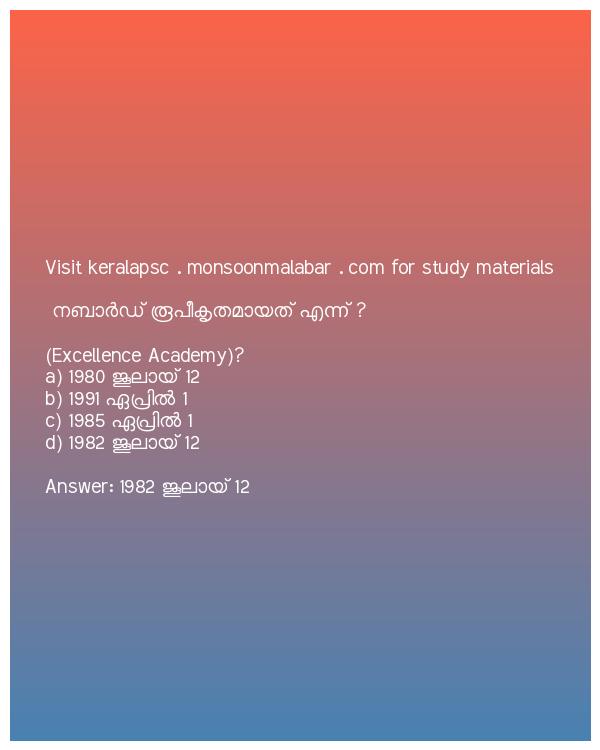 Visit keralapsc . monsoonmalabar . com for study materials
നബാർഡ് രൂപീകൃതമായത് എന്ന് ?
(Excellence Academy)?
a) 1980 ജൂലായ് 12
b) 1991 ഏപ്രിൽ 1
c) 1985 ഏപ്രിൽ 1
d) 1982 ജൂലായ് 12
Answer: 1982 ജൂലായ് 12